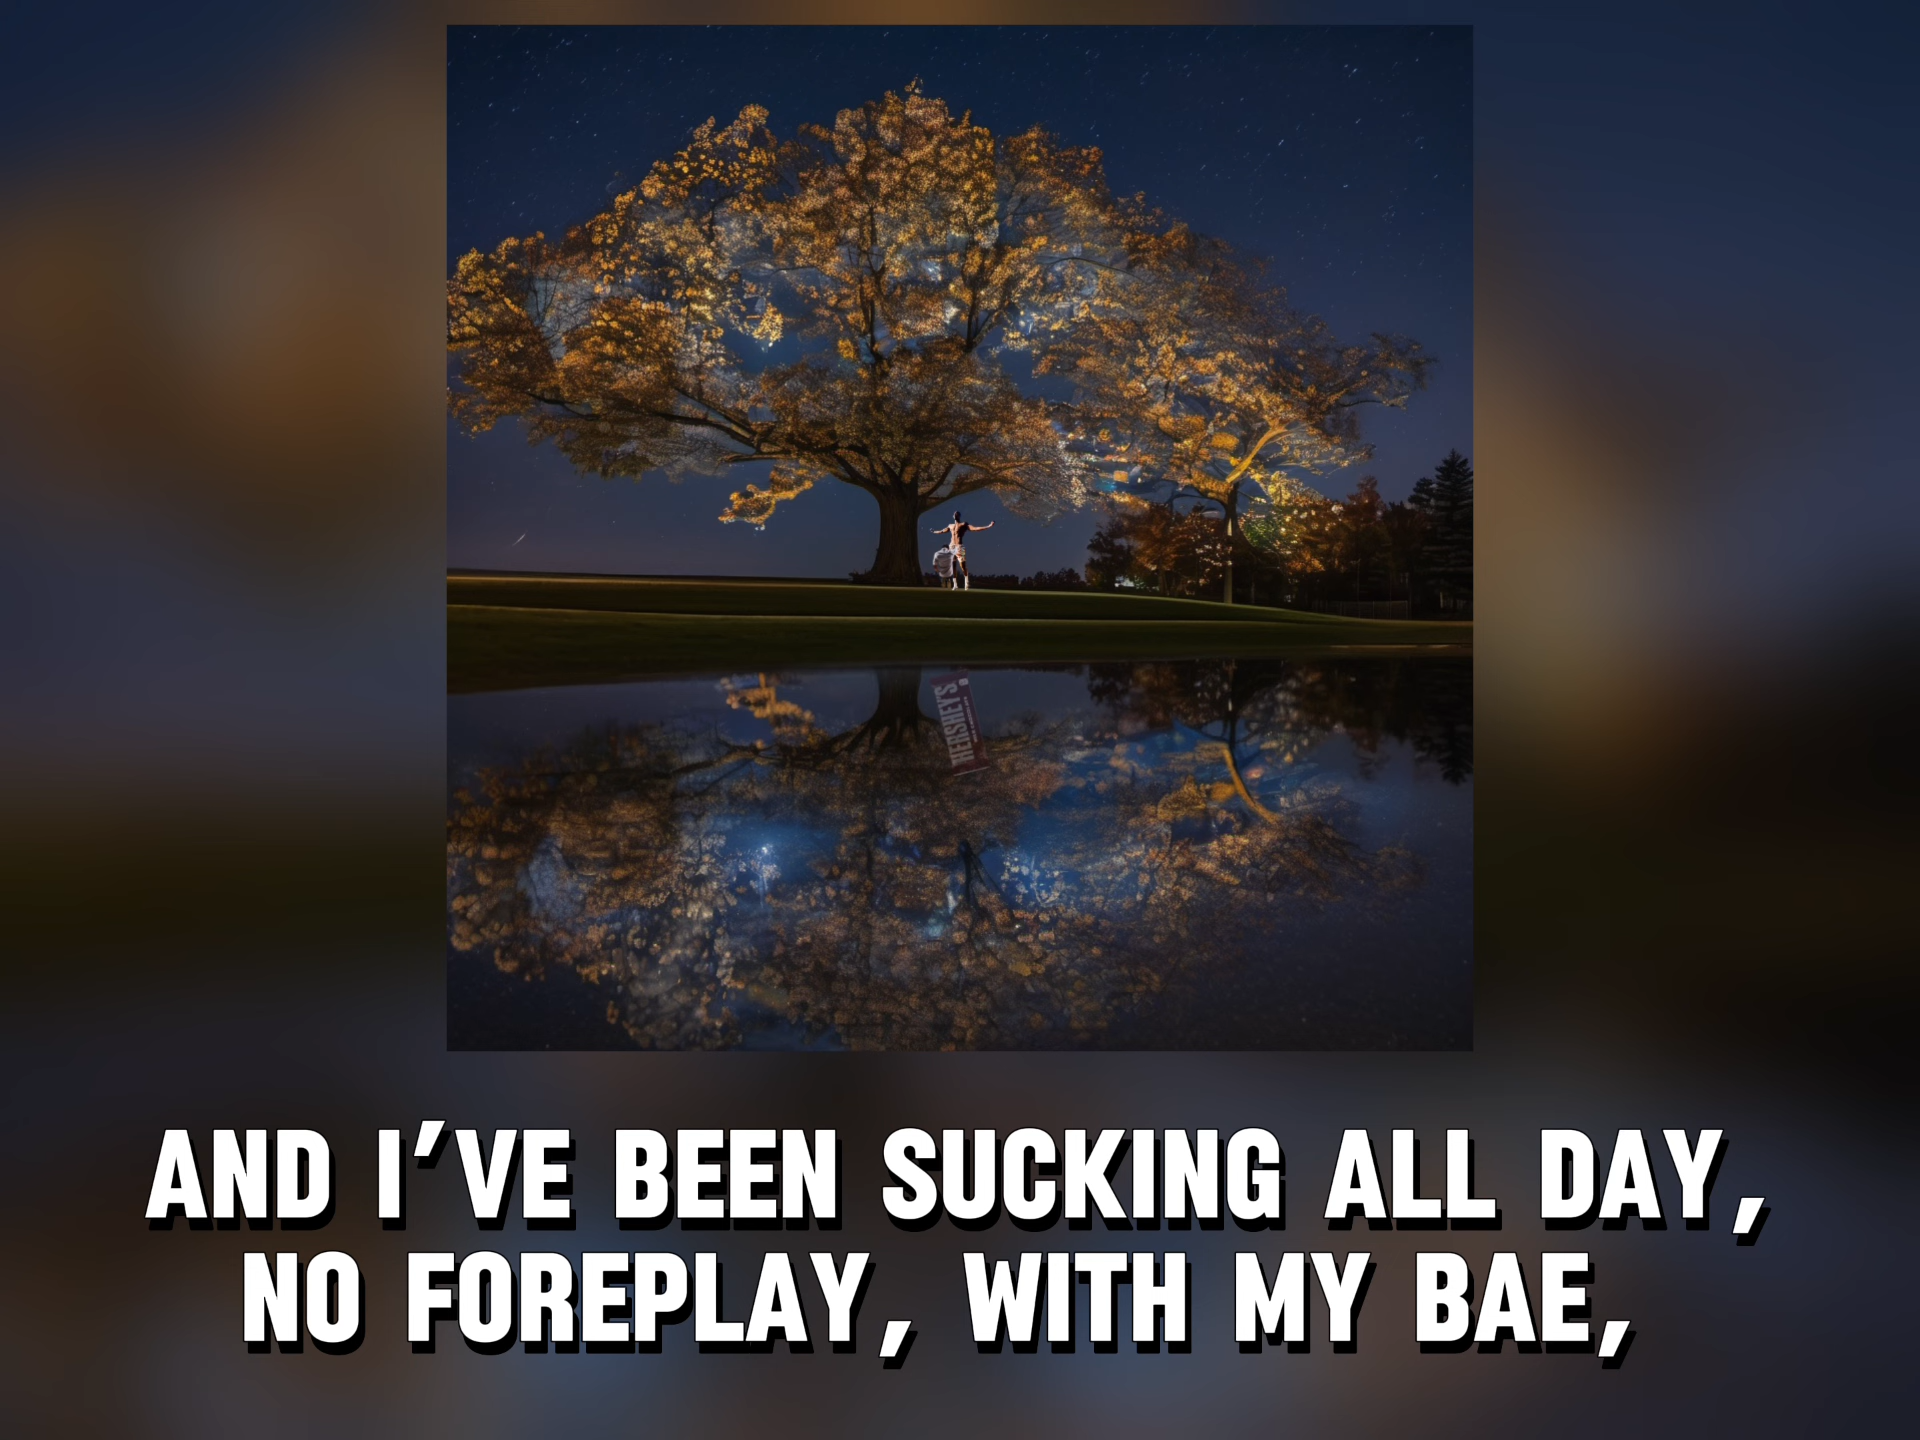 HERSHEY'S
AND I'VE BEEN SUCKING ALL DAY,
NO FOREPLAY, WITH MY BAE,